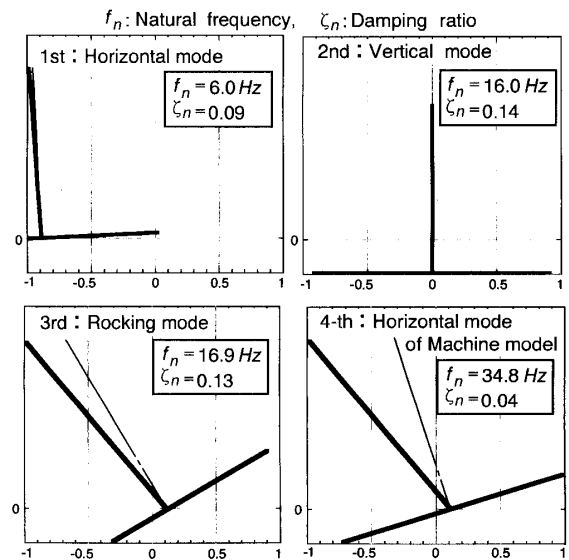 fn: Natural frequency, ζn: Damping ratio
1st : Horizontal mode
fn = 6.0 Hz
ζn = 0.09
0
-1 -0.5 0 0.5 1
2nd : Vertical mode
fn = 16.0 Hz
ζn = 0.14
0
-1 -0.5 0 0.5 1
3rd : Rocking mode
fn = 16.9 Hz
ζn = 0.13
0
-1 -0.5 0 0.5 1
4-th : Horizontal mode
of Machine model
fn = 34.8 Hz
ζn = 0.04
0
-1 -0.5 0 0.5 1